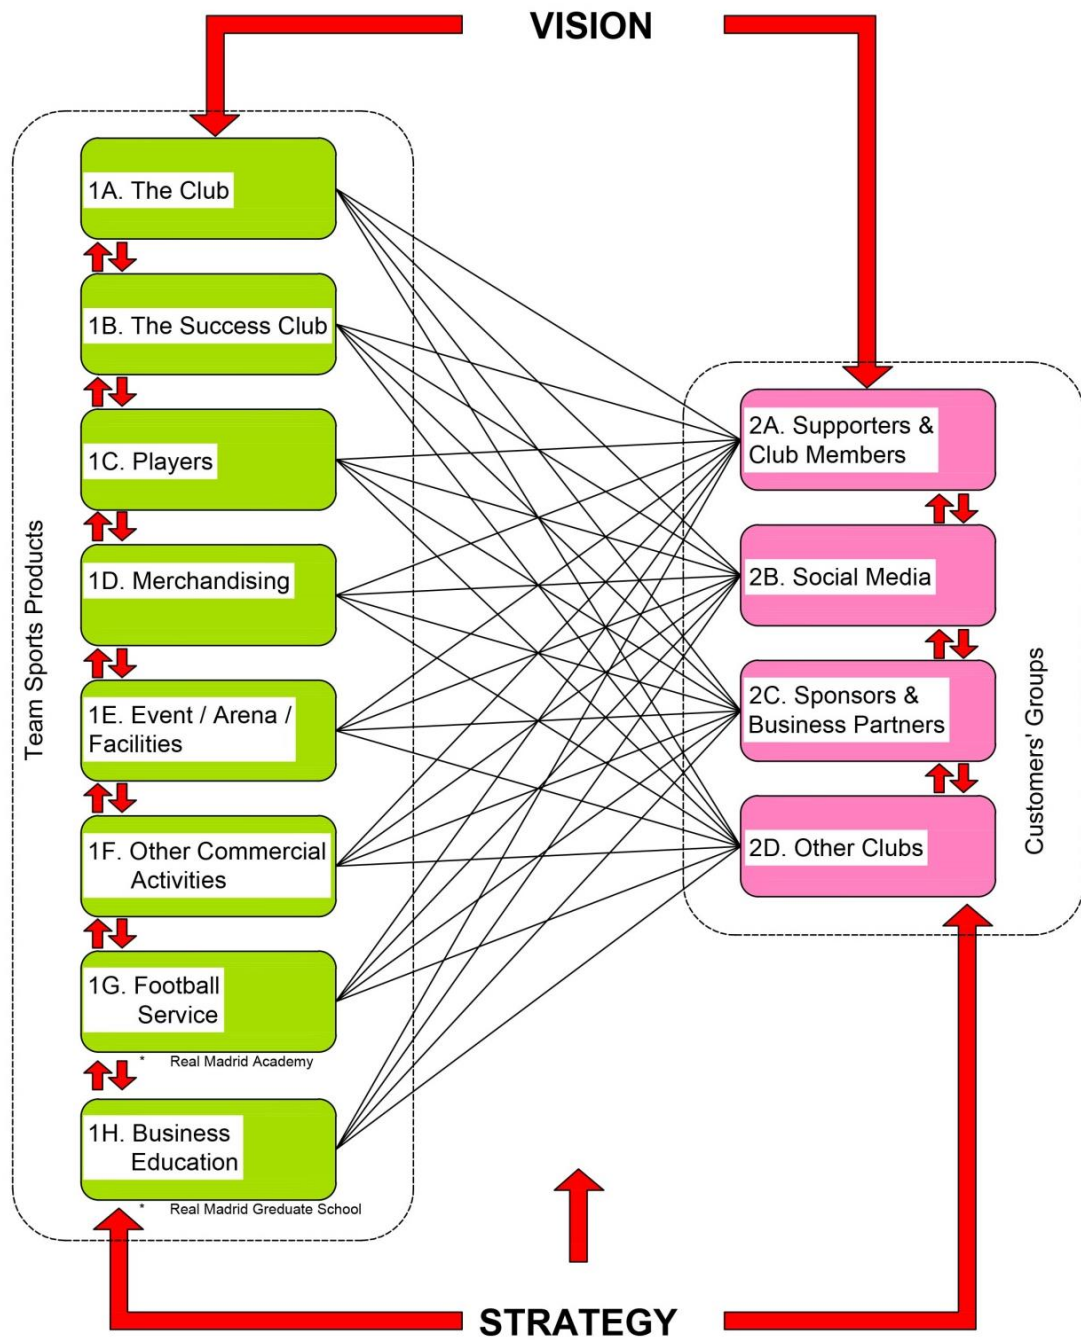 VISION
Team Sports Products
1A. The Club
1B. The Success Club
1C. Players
1D. Merchandising
1E. Event / Arena /
Facilities
1F. Other Commercial
Activities
1G. Football
Service
* Real Madrid Academy
1H. Business
Education
* Real Madrid Greduate School
2A. Supporters &
Club Members
2B. Social Media
2C. Sponsors &
Business Partners
2D. Other Clubs
Customers' Groups
STRATEGY